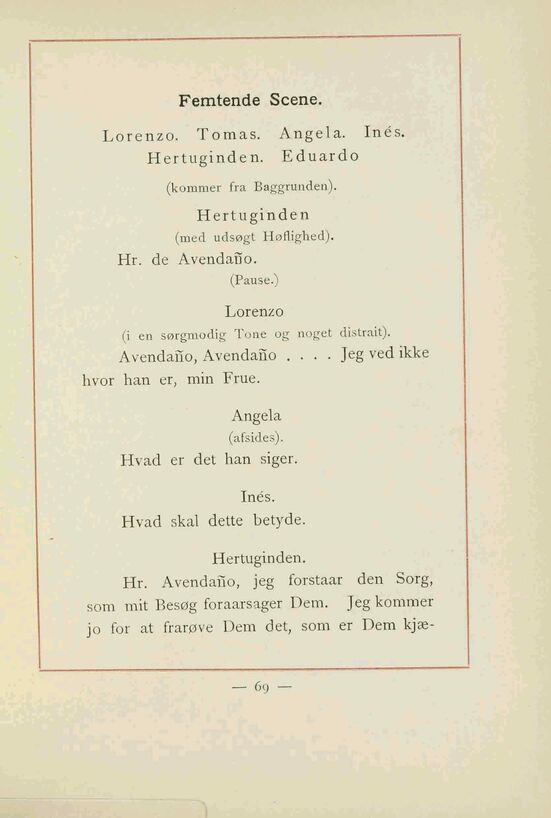 Femtende Scene.
Lorenzo. Tomas. Angela. Inés.
Hertuginden. Eduardo
(kommer fra Baggrunden).
Hertuginden
(med udsøgt Høflighed).
Hr. de Avendaño.
(Pause.)
Lorenzo
(i en sørgmodig Tone og noget distrait).
Avendaño, Avendaño . . . . Jeg ved ikke
hvor han er, min Frue.
Angela
(afsides).
Hvad er det han siger.
Inés.
Hvad skal dette betyde.
Hertuginden.
Hr. Avendaño, jeg forstaar den Sorg,
som mit Besøg foraarsager Dem. Jeg kommer
jo for at frarøve Dem det, som er Dem kjæ-
— 69 —